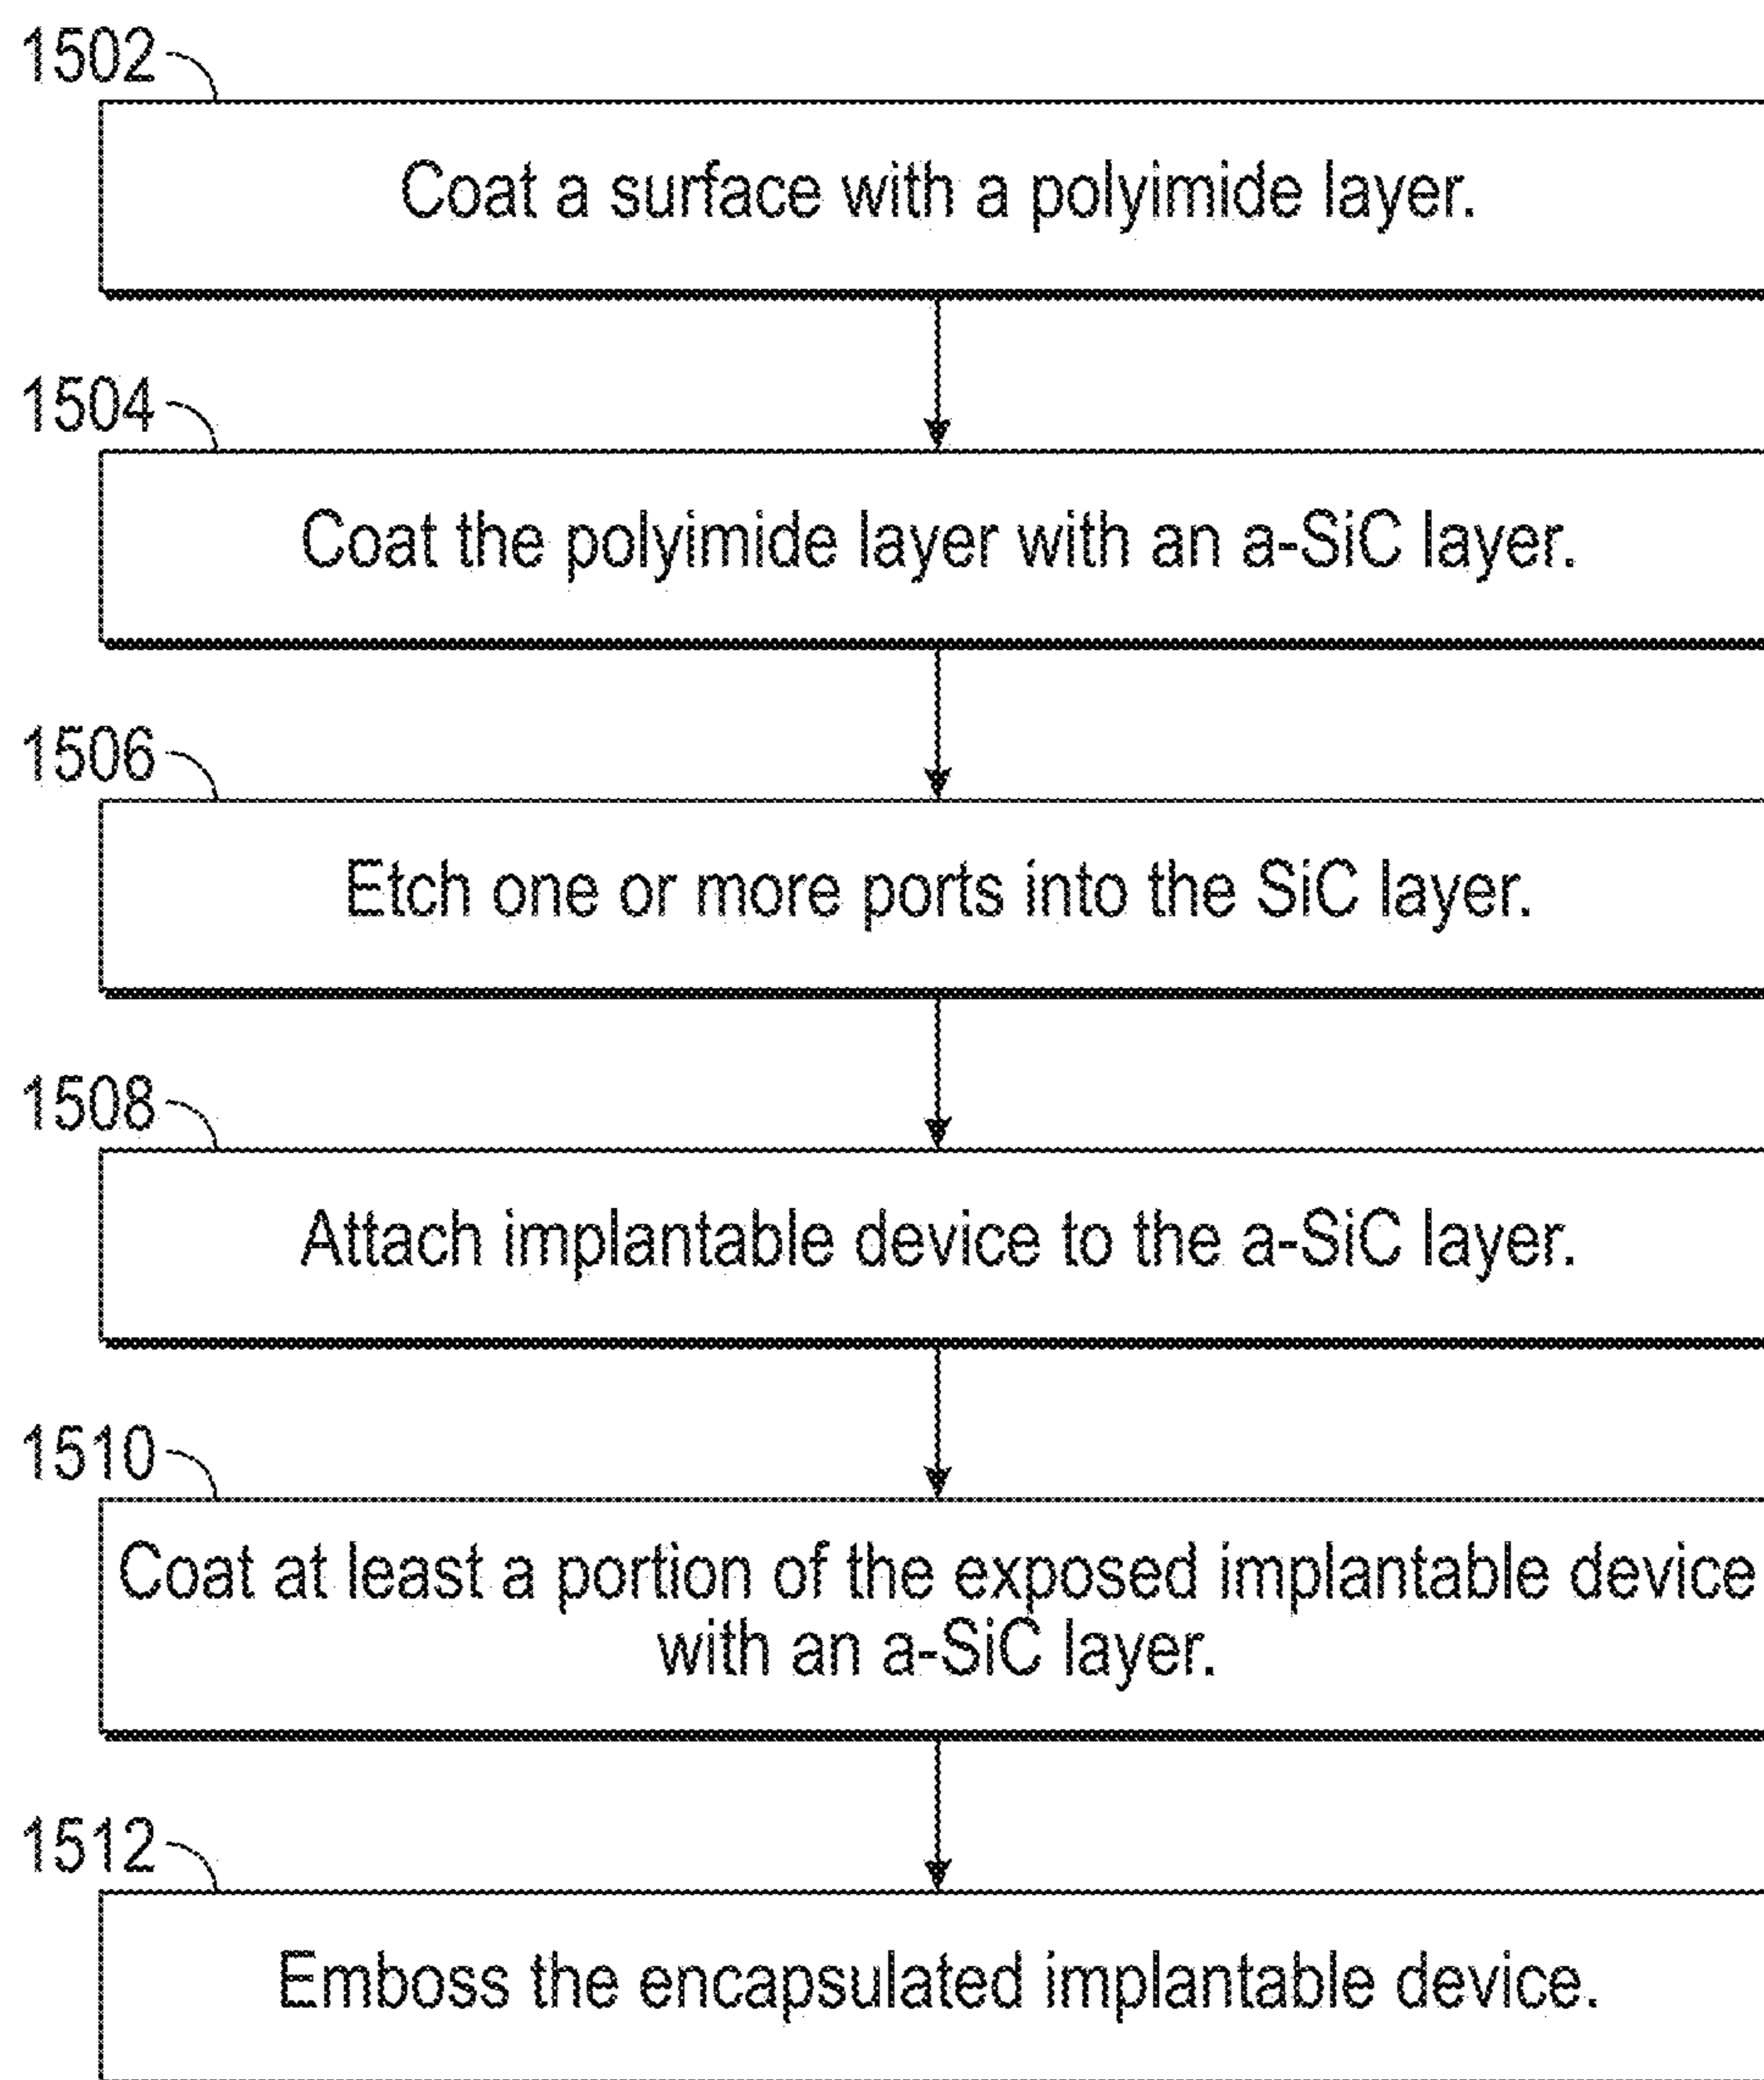 1502
Coat a surface with a polyimide layer.
1504
Coat the polyimide layer with an a-SiC layer.
1506
Etch one or more ports into the SiC layer.
1508
Attach implantable device to the a-SiC layer.
1510
Coat at least a portion of the exposed implantable device
with an a-SiC layer.
1512
Emboss the encapsulated implantable device.